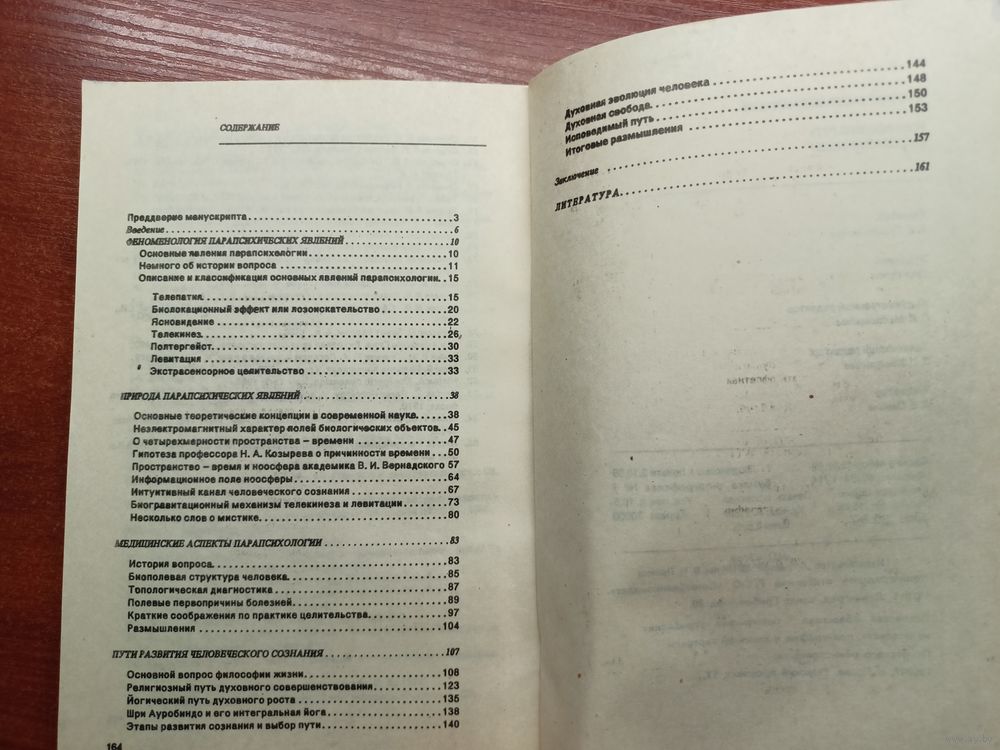 СОДЕРЖАНИЕ
Преддверие манускрипта 3
Введение 6
ФЕНОМЕНОЛОГИЯ ПАРАПСИХИЧЕСКИХ ЯВЛЕНИЙ 10
Основные явления парапсихологии 10
Немного об истории вопроса 11
Описание и классификация основных явлений парапсихологии. 15
Телепатия 15
Биолокационный эффект или лозоискательство 20
Ясновидение 22
Телекинез 26
Полтергейст 30
Левитация 33
Экстрасенсорное целительство 33
ПРИРОДА ПАРАПСИХИЧЕСКИХ ЯВЛЕНИЙ 38
Основные теоретические концепции в современной науке 38
Неэлектромагнитный характер полей биологических объектов 45
О четырехмерности пространства – времени 47
Гипотеза профессора Н. А. Козырева о причинности времени 50
Пространство – время и ноосфера академика В. И. Вернадского 57
Информационное поле ноосферы 64
Интуитивный канал человеческого сознания 67
Биогравитационный механизм телекинеза и левитации 73
Несколько слов о мистике 80
МЕДИЦИНСКИЕ АСПЕКТЫ ПАРАПСИХОЛОГИИ 83
История вопроса 83
Биополевая структура человека 85
Топологическая диагностика 87
Полевые первопричины болезней 89
Краткие соображения по практике целительства 97
Размышления 104
ПУТИ РАЗВИТИЯ ЧЕЛОВЕЧЕСКОГО СОЗНАНИЯ 107
Основной вопрос философии жизни 108
Религиозный путь духовного совершенствования 123
Йогический путь духовного роста 135
Шри Ауробиндо и его интегральная йога 138
Этапы развития сознания и выбор пути 140
164
Духовная эволюция человека 144
Духовная свобода 148
Исповедимый путь 150
Итоговые размышления 153
Заключение 157
ЛИТЕРАТУРА 161